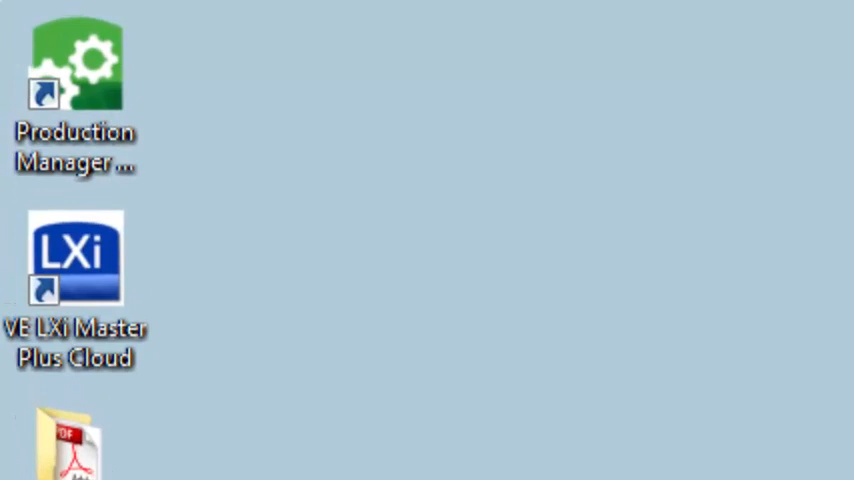 Production
Manager ...
LXi
VE LXi Master
Plus Cloud
PDF